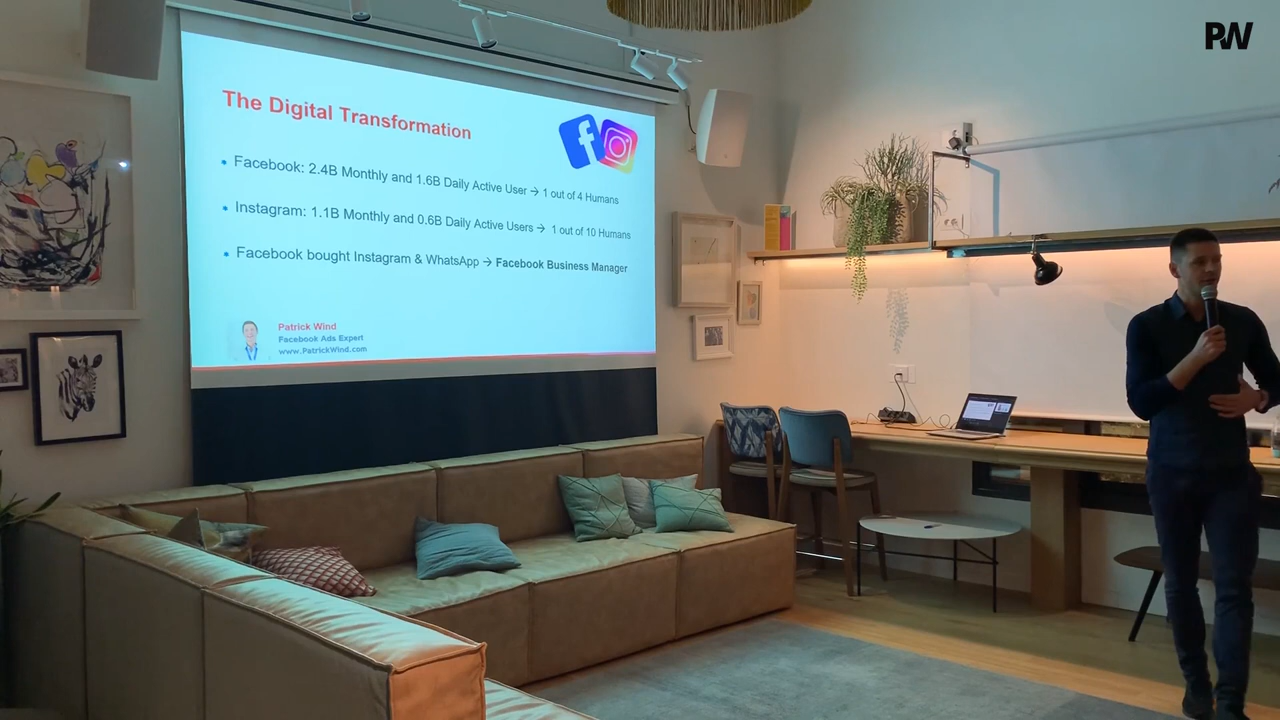 The Digital Transformation
• Facebook: 2.4B Monthly and 1.6B Daily Active User → 1 out of 4 Humans
• Instagram: 1.1B Monthly and 0.6B Daily Active Users → 1 out of 10 Humans
• Facebook bought Instagram & WhatsApp → Facebook Business Manager
Patrick Wind
Facebook Ads Expert
www.PatrickWind.com
PW